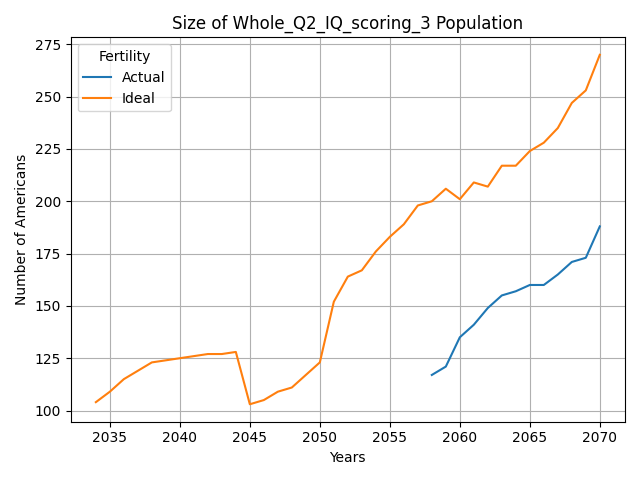 Size of Whole_Q2_IQ_scoring_3 Population
Fertility
Actual
Ideal
275
250
225
200
175
150
125
100
Number of Americans
2035 2040 2045 2050 2055 2060 2065 2070
Years